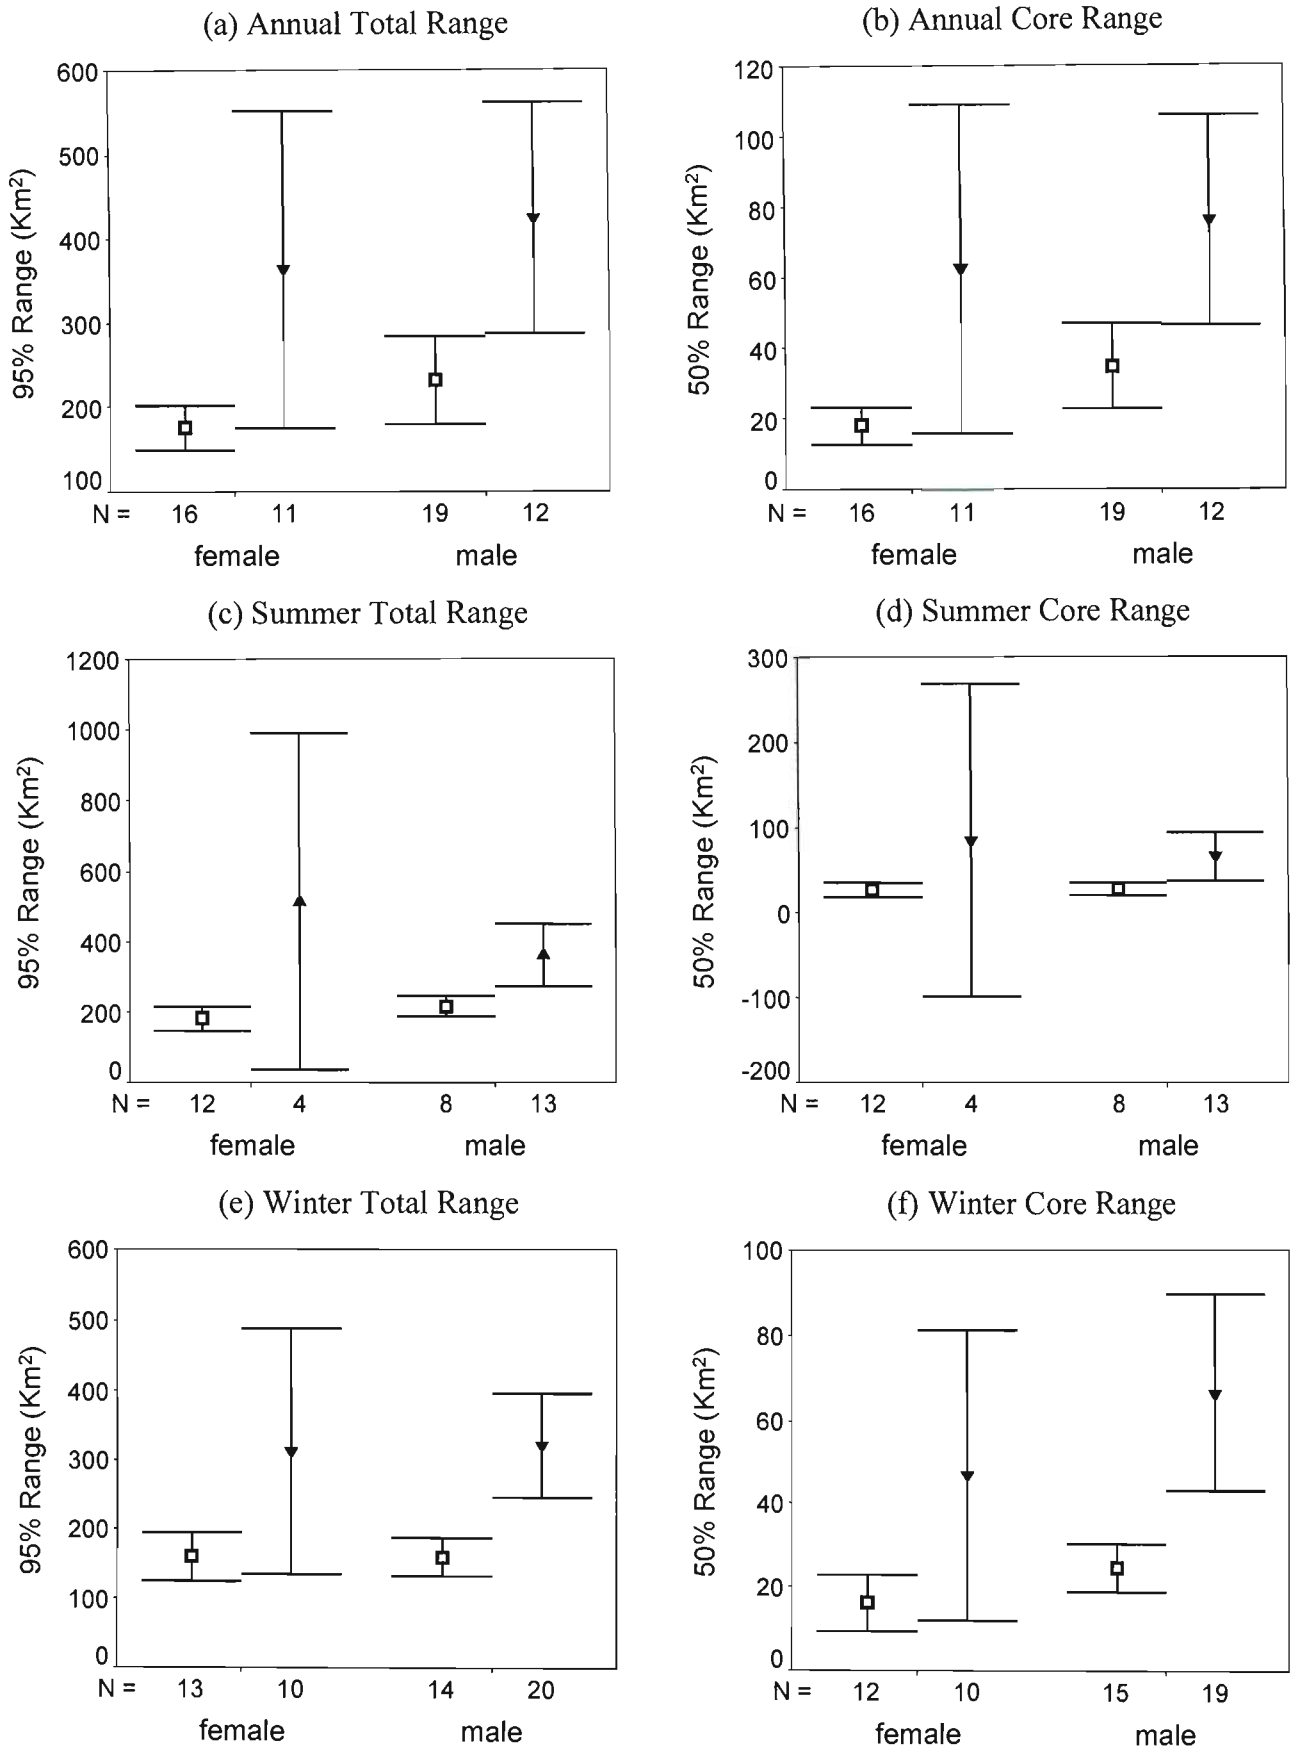 (a) Annual Total Range
600
500
400
300
200
100
95% Range (Km²)
N = 16 11 19 12
female male
(b) Annual Core Range
120
100
80
60
40
20
0
50% Range (Km²)
N = 16 11 19 12
female male
(c) Summer Total Range
1200
1000
800
600
400
200
0
95% Range (Km²)
N = 12 4 8 13
female male
(d) Summer Core Range
300
200
100
0
-100
-200
50% Range (Km²)
N = 12 4 8 13
female male
(e) Winter Total Range
600
500
400
300
200
100
0
95% Range (Km²)
N = 13 10 14 20
female male
(f) Winter Core Range
100
80
60
40
20
0
50% Range (Km²)
N = 12 10 15 19
female male